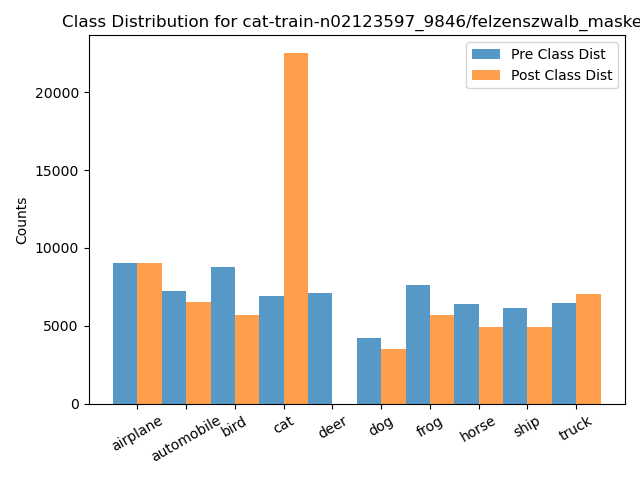 Class Distribution for cat-train-n02123597_9846/felzenszwalb_maske
Pre Class Dist
Post Class Dist
Counts
20000
15000
10000
5000
0
airplane
automobile
bird
cat
deer
dog
frog
horse
ship
truck